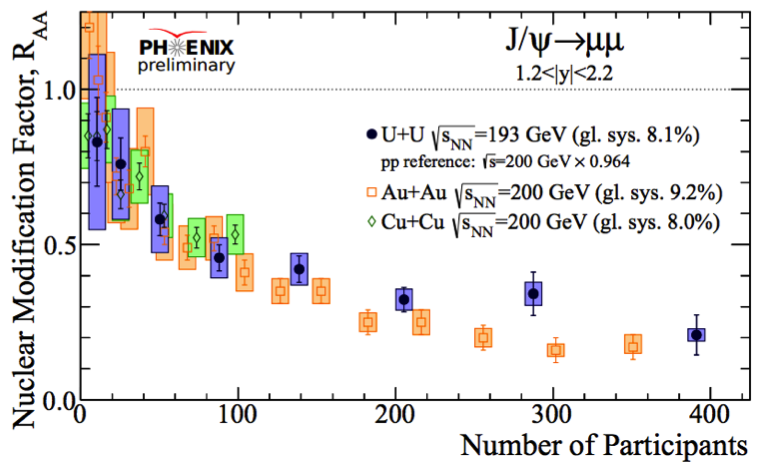 Nuclear Modification Factor, R_AA
PH ENIX
preliminary
J/ψ→μμ
1.2<|y|<2.2
U+U √s_NN=193 GeV (gl. sys. 8.1%)
pp reference: √s=200 GeV × 0.964
Au+Au √s_NN=200 GeV (gl. sys. 9.2%)
Cu+Cu √s_NN=200 GeV (gl. sys. 8.0%)
1.0
0.5
0.0
0 100 200 300 400
Number of Participants